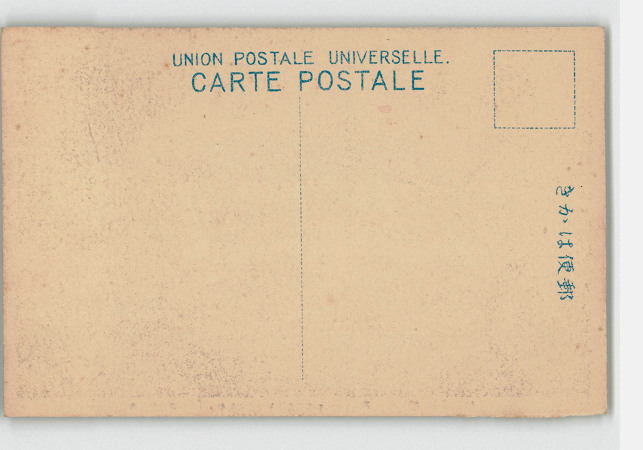 UNION POSTALE UNIVERSELLE.
CARTE POSTALE
郵便はかき